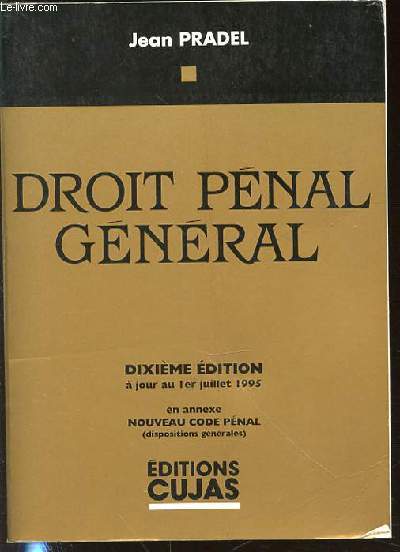 Le-livre.com
Jean PRADEL
DROIT PÉNAL
GÉNÉRAL
DIXIÈME ÉDITION
à jour au 1er juillet 1995
en annexe
NOUVEAU CODE PÉNAL
(dispositions générales)
ÉDITIONS
CUJAS